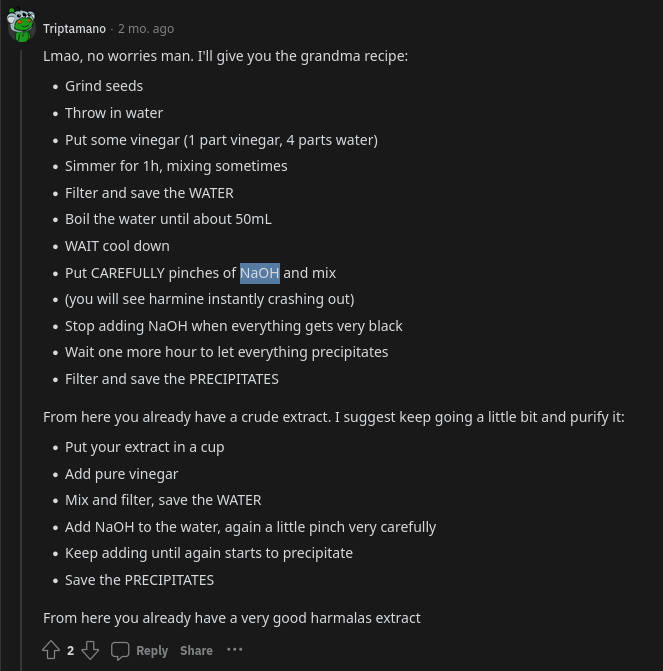 Triptamano · 2 mo. ago
Lmao, no worries man. I'll give you the grandma recipe:
• Grind seeds
• Throw in water
• Put some vinegar (1 part vinegar, 4 parts water)
• Simmer for 1h, mixing sometimes
• Filter and save the WATER
• Boil the water until about 50mL
• WAIT cool down
• Put CAREFULLY pinches of NaOH and mix
• (you will see harmine instantly crashing out)
• Stop adding NaOH when everything gets very black
• Wait one more hour to let everything precipitates
• Filter and save the PRECIPITATES
From here you already have a crude extract. I suggest keep going a little bit and purify it:
• Put your extract in a cup
• Add pure vinegar
• Mix and filter, save the WATER
• Add NaOH to the water, again a little pinch very carefully
• Keep adding until again starts to precipitate
• Save the PRECIPITATES
From here you already have a very good harmalas extract
2 Reply Share ···